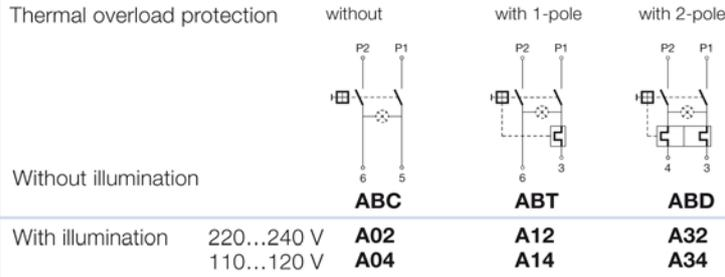 Thermal overload protection without with 1-pole with 2-pole
P2 P1 P2 P1 P2 P1
6 5 6 3 4 3
Without illumination
ABC ABT ABD
With illumination 220...240 V A02 A12 A32
110...120 V A04 A14 A34